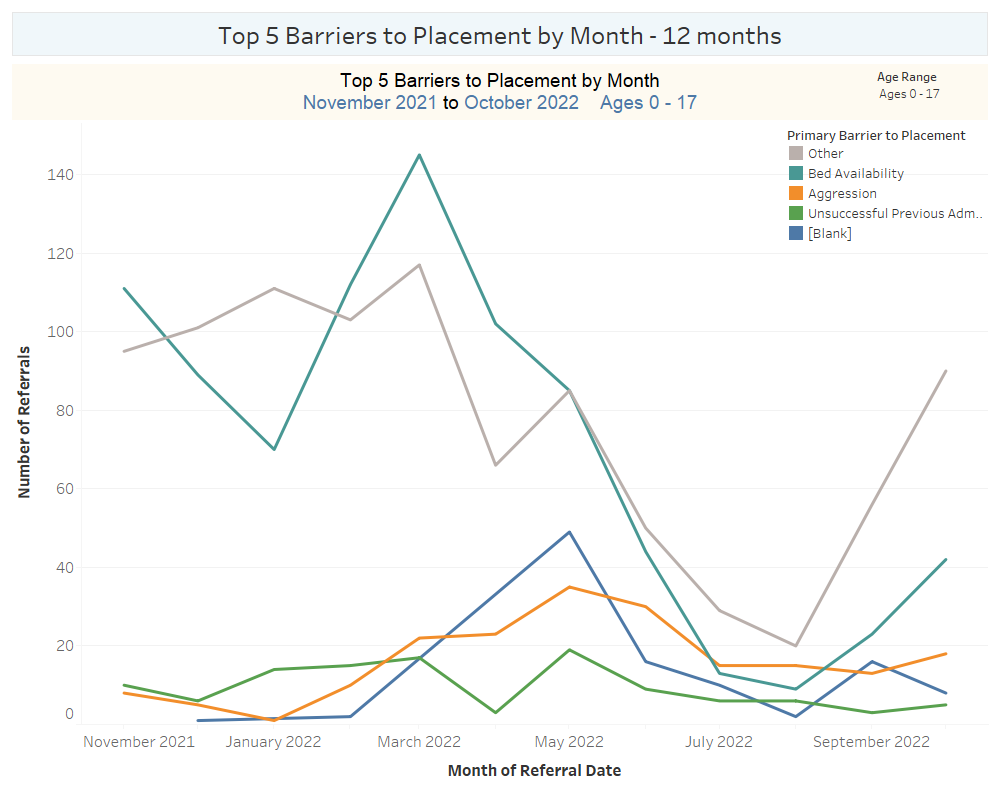 Top 5 Barriers to Placement by Month - 12 months
Top 5 Barriers to Placement by Month
November 2021 to October 2022 Ages 0 - 17
Age Range
Ages 0 - 17
Primary Barrier to Placement
Other
Bed Availability
Aggression
Unsuccessful Previous Adm..
[Blank]
Number of Referrals
140
120
100
80
60
40
20
0
November 2021
January 2022
March 2022
May 2022
July 2022
September 2022
Month of Referral Date